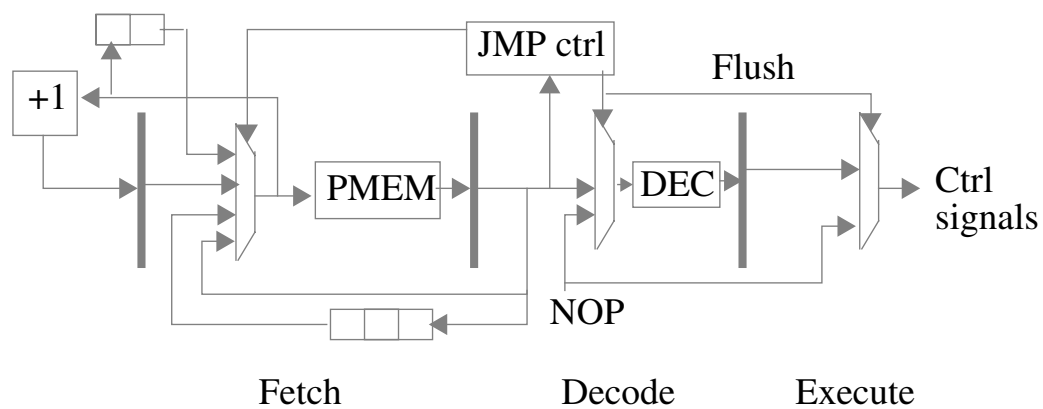 JMP ctrl
Flush
+1
PMEM
DEC
Ctrl
signals
NOP
Fetch
Decode
Execute